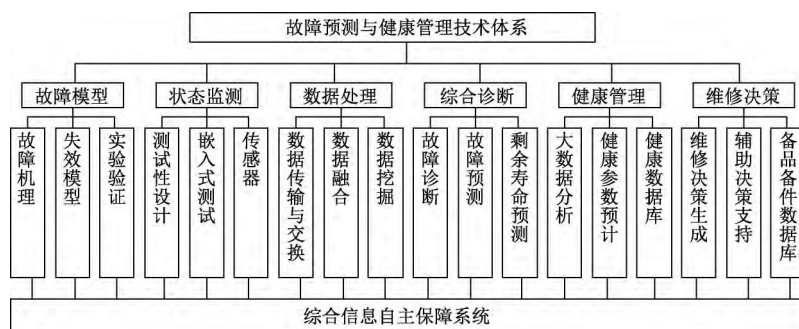 故障预测与健康管理技术体系
故障模型
状态监测
数据处理
综合诊断
健康管理
维修决策
故障机理
失效模型
实验验证
测试性设计
嵌入式测试
传感器
数据传输与交换
数据融合
数据挖掘
故障诊断
故障预测
剩余寿命预测
大数据分析
健康参数预计
健康数据库
维修决策生成
辅助决策支持
备品备件数据库
综合信息自主保障系统